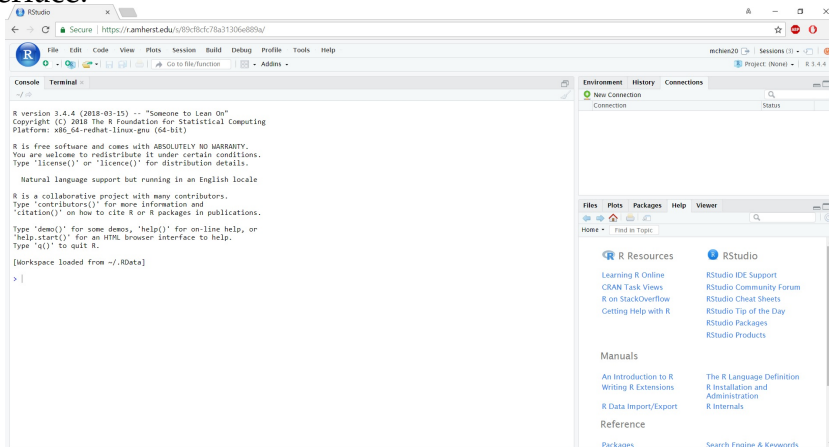 RStudio
Secure | https://r.amherst.edu/s/89cf8cfc78a31306e889a/
R File Edit Code View Plots Session Build Debug Profile Tools Help
mchien20 Sessions (3)
Go to file/function Addins
Project: (None) R 3.4.4
Console Terminal
~/
R version 3.4.4 (2018-03-15) -- "Someone to Lean On"
Copyright (C) 2018 The R Foundation for Statistical Computing
Platform: x86_64-redhat-linux-gnu (64-bit)
R is free software and comes with ABSOLUTELY NO WARRANTY.
You are welcome to redistribute it under certain conditions.
Type 'license()' or 'licence()' for distribution details.
Natural language support but running in an English locale
R is a collaborative project with many contributors.
Type 'contributors()' for more information and
'citation()' on how to cite R or R packages in publications.
Type 'demo()' for some demos, 'help()' for on-line help, or
'help.start()' for an HTML browser interface to help.
Type 'q()' to quit R.
[Workspace loaded from ~/.RData]
>
Environment History Connections
New Connection
Connection Status
Files Plots Packages Help Viewer
Home Find in Topic
R Resources
Learning R Online
CRAN Task Views
R on StackOverflow
Getting Help with R
RStudio
RStudio IDE Support
RStudio Community Forum
RStudio Cheat Sheets
RStudio Tip of the Day
RStudio Packages
RStudio Products
Manuals
An Introduction to R
Writing R Extensions
R Data Import/Export
The R Language Definition
R Installation and
Administration
R Internals
Reference
Packages
Search Engine & Keywords